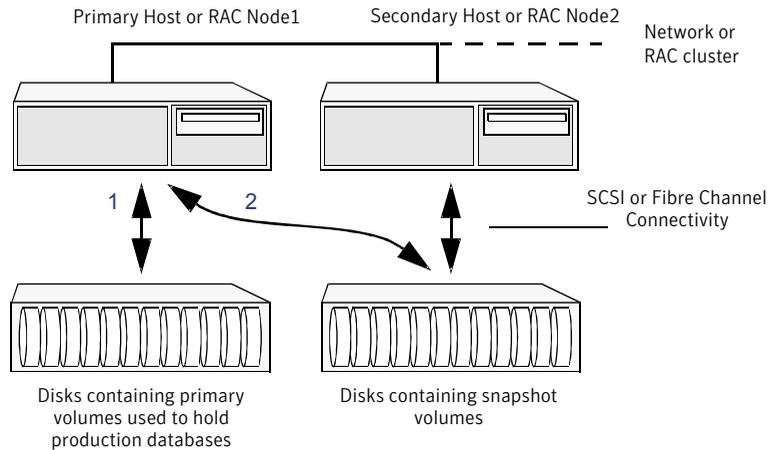 Primary Host or RAC Node1
Secondary Host or RAC Node2
Network or
RAC cluster
1
2
SCSI or Fibre Channel
Connectivity
Disks containing primary
volumes used to hold
production databases
Disks containing snapshot
volumes